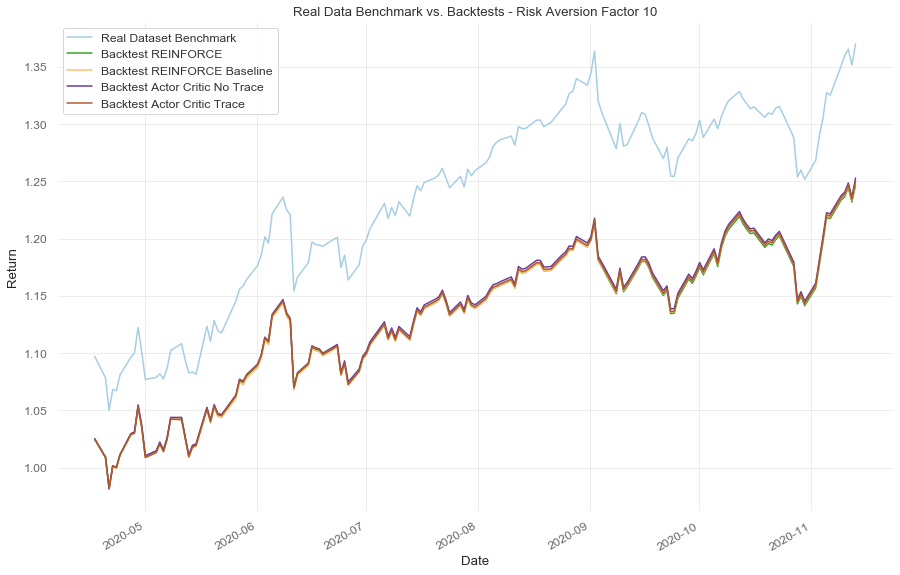 Real Data Benchmark vs. Backtests - Risk Aversion Factor 10
Real Dataset Benchmark
Backtest REINFORCE
Backtest REINFORCE Baseline
Backtest Actor Critic No Trace
Backtest Actor Critic Trace
1.35
1.30
1.25
1.20
1.15
1.10
1.05
1.00
Return
2020-05
2020-06
2020-07
2020-08
2020-09
2020-10
2020-11
Date